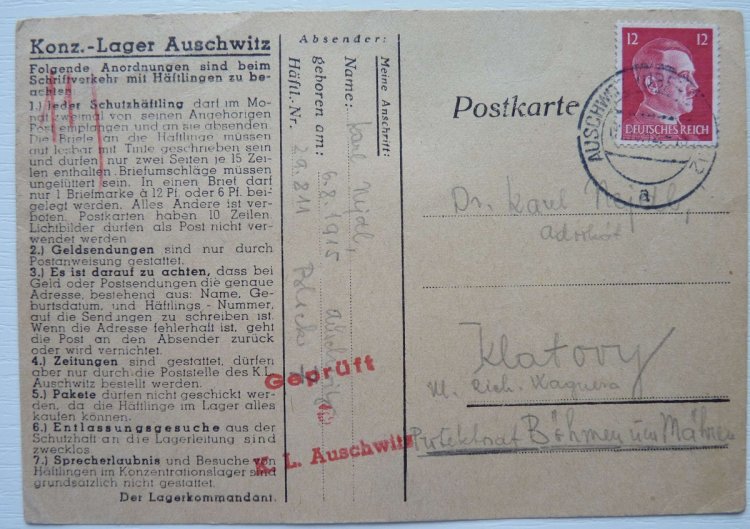 Konz.-Lager Auschwitz
Folgende Anordnungen sind beim
Schriftverkehr mit Häftlingen zu be-
achten:
1.) Jeder Schutzhäftling darf im Mo-
nat zweimal von seinen Angehörigen
Post empfangen und an sie absenden.
Die Briefe an die Häftlinge müssen
gut lesbar mit Tinte geschrieben sein
und dürfen nur zwei Seiten je 15 Zei-
len enthalten. Briefumschläge müssen
ungefüttert sein. In einen Brief darf
nur 1 Briefmarke à 12 Pf. oder 6 Pf. bei-
gelegt werden. Alles Andere ist ver-
boten. Postkarten haben 10 Zeilen.
Lichtbilder dürfen als Post nicht ver-
wendet werden.
2.) Geldsendungen sind nur durch
Postanweisung gestattet.
3.) Es ist darauf zu achten, dass bei
Geld oder Postsendungen die genaue
Adresse, bestehend aus: Name, Ge-
burtsdatum, und Häftlings - Nummer,
auf die Sendungen zu schreiben ist.
Wenn die Adresse fehlerhaft ist, geht
die Post an den Absender zurück
oder wird vernichtet.
4.) Zeitungen sind gestattet, dürfen
aber nur durch die Poststelle des K.L.
Auschwitz bestellt werden.
5.) Pakete dürfen nicht geschickt wer-
den, da die Häftlinge im Lager alles
kaufen können.
6.) Entlassungsgesuche aus der
Schutzhaft an die Lagerleitung sind
zwecklos.
7.) Sprecherlaubnis und Besuche von
Häftlingen im Konzentrationslager sind
grundsätzlich nicht gestattet.
Der Lagerkommandant.
Absender:
Meine Anschrift:
Name: Karel Nejdl,
geboren am: 6.8.1915
Häftl.-Nr. 29.811
Geprüft
K. L. Auschwitz
Postkarte
12 12
DEUTSCHES REICH
AUSCHWITZ
a
Dr. Karel Nejdl,
Klatovy
Protektorat Böhmen und Mähren